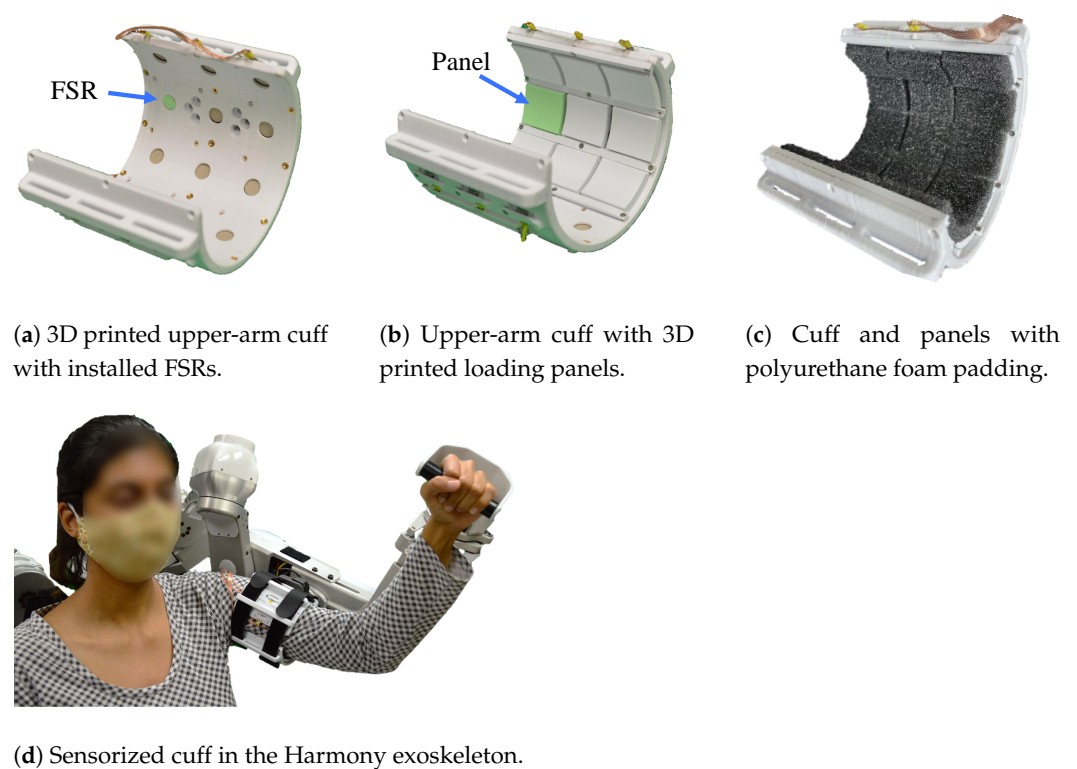 FSR
Panel
(a) 3D printed upper-arm cuff
with installed FSRs.
(b) Upper-arm cuff with 3D
printed loading panels.
(c) Cuff and panels with
polyurethane foam padding.
(d) Sensorized cuff in the Harmony exoskeleton.